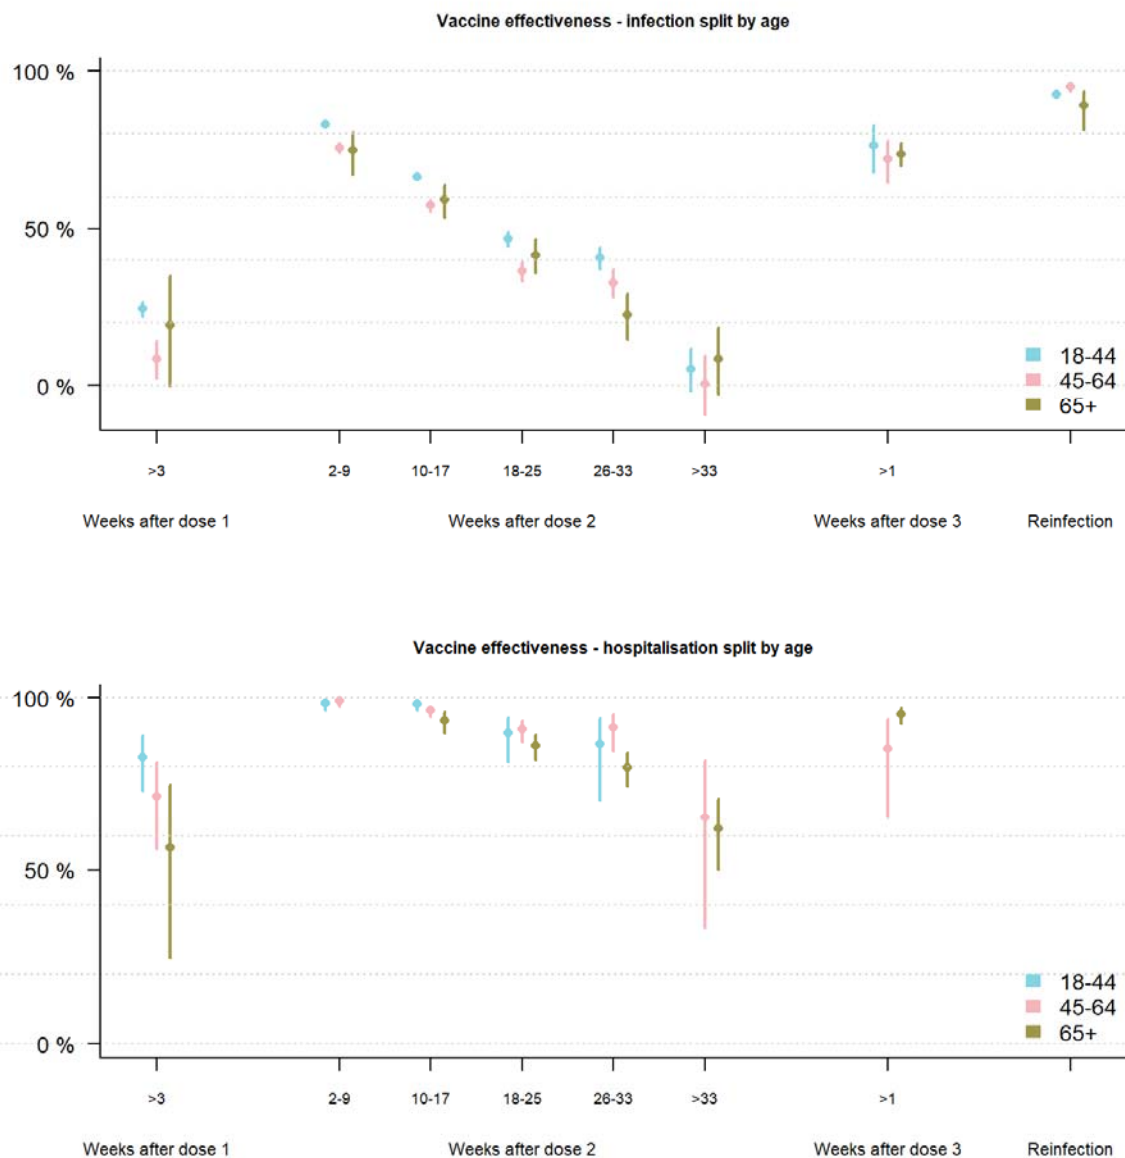 Vaccine effectiveness - infection split by age
100 %
50 %
0 %
18-44
45-64
65+
>3 2-9 10-17 18-25 26-33 >33 >1
Weeks after dose 1 Weeks after dose 2 Weeks after dose 3 Reinfection
Vaccine effectiveness - hospitalisation split by age
100 %
50 %
0 %
18-44
45-64
65+
>3 2-9 10-17 18-25 26-33 >33 >1
Weeks after dose 1 Weeks after dose 2 Weeks after dose 3 Reinfection